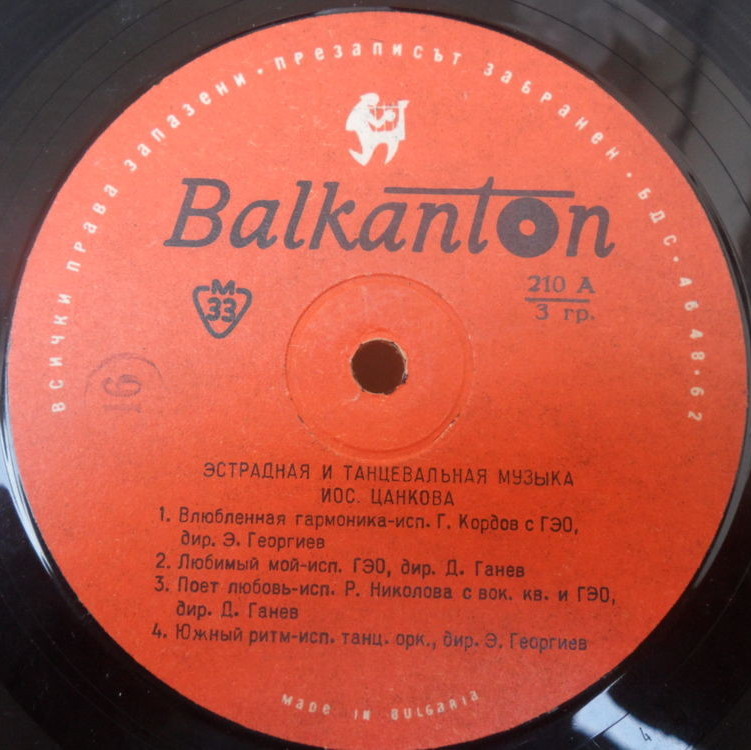 ВСИЧКИ ПРАВА ЗАПАЗЕНИ · ПРЕЗАПИСЪТ ЗАБРАНЕН · БДС · 4648 · 62
Balkanton
М
33
210 А
3 гр.
16
ЭСТРАДНАЯ И ТАНЦЕВАЛЬНАЯ МУЗЫКА
ИОС. ЦАНКОВА
1. Влюбленная гармоника-исп. Г. Кордов с ГЭО,
дир. Э. Георгиев
2. Любимый мой-исп. ГЭО, дир. Д. Ганев
3. Поет любовь-исп. Р. Николова с вок. кв. и ГЭО,
дир. Д. Ганев
4. Южный ритм-исп. танц. орк., дир. Э. Георгиев
MADE IN BULGARIA
4